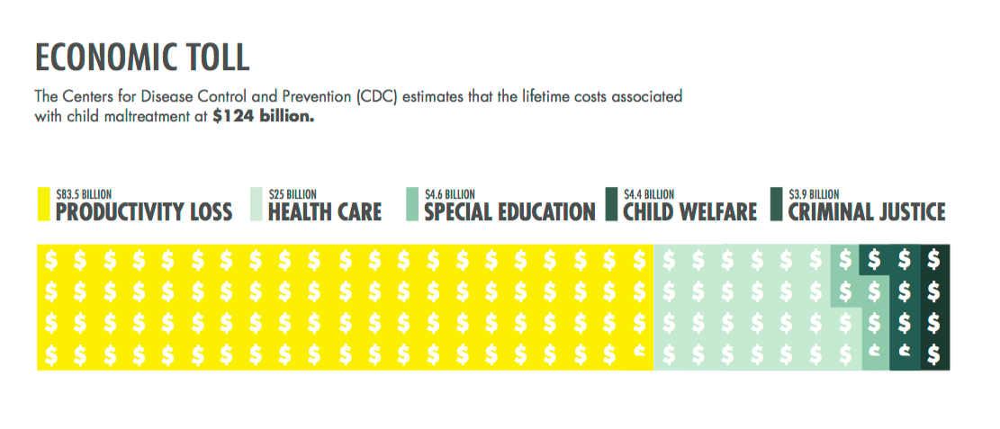 ECONOMIC TOLL
The Centers for Disease Control and Prevention (CDC) estimates that the lifetime costs associated
with child maltreatment at $124 billion.
$83.5 BILLION
PRODUCTIVITY LOSS
$25 BILLION
HEALTH CARE
$4.6 BILLION
SPECIAL EDUCATION
$4.4 BILLION
CHILD WELFARE
$3.9 BILLION
CRIMINAL JUSTICE
$ $ $ $ $ $ $ $ $ $ $ $ $ $ $ $ $ $ $ $ $ $ $ $ $ $ $ $ $ $ $
$ $ $ $ $ $ $ $ $ $ $ $ $ $ $ $ $ $ $ $ $ $ $ $ $ $ $ $ $ $ $
$ $ $ $ $ $ $ $ $ $ $ $ $ $ $ $ $ $ $ $ $ $ $ $ $ $ $ $ $ $ $
$ $ $ $ $ $ $ $ $ $ $ $ $ $ $ $ $ $ $ $ $ $ $ $ $ $ $ $ $ $ $